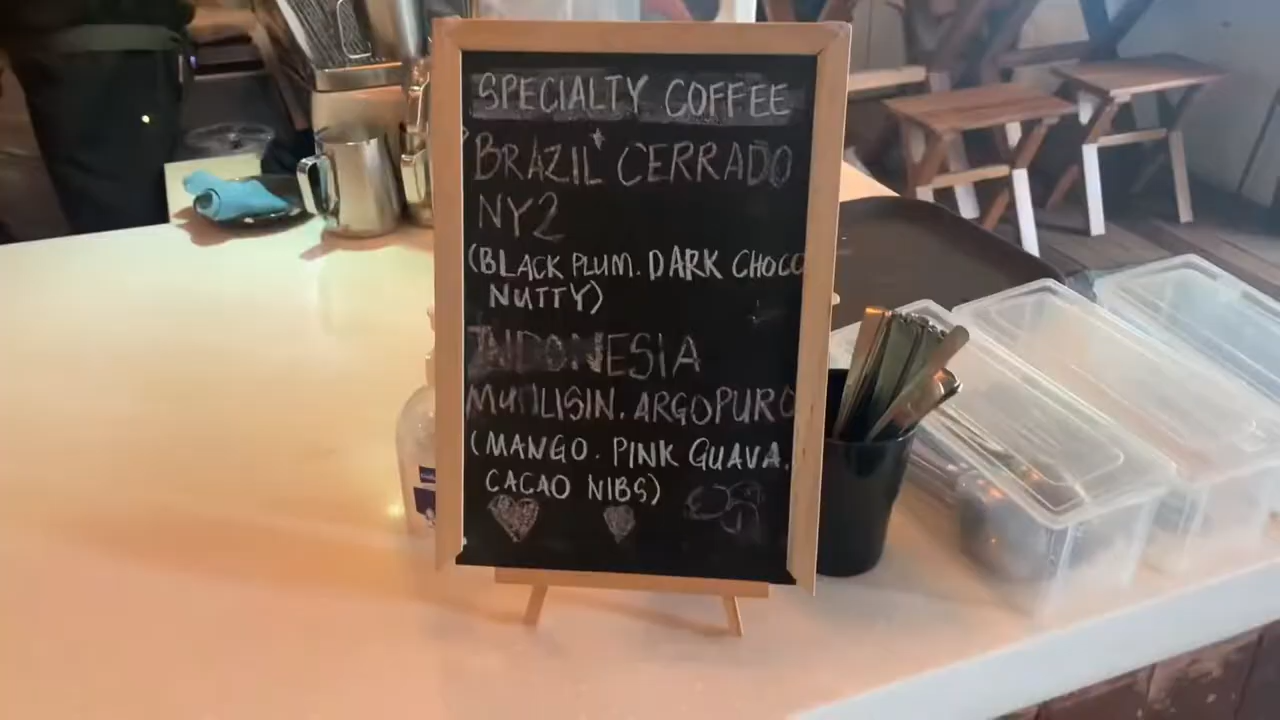 SPECIALTY COFFEE
BRAZIL CERRADO
NY2
(BLACK PLUM. DARK CHOCO
NUTTY)
INDONESIA
ARGOPURO
(MANGO. PINK GUAVA.
CACAO NIBS)